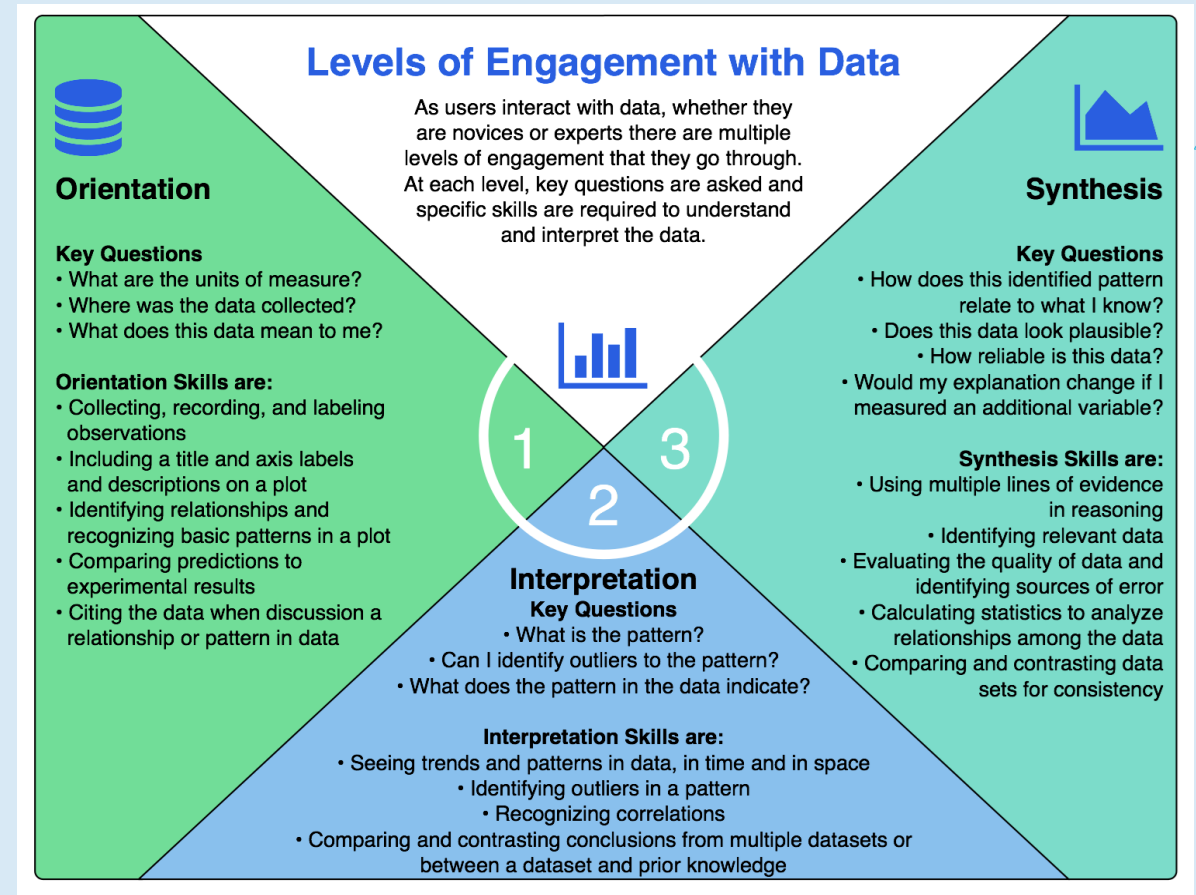 Levels of Engagement with Data
As users interact with data, whether they
are novices or experts there are multiple
levels of engagement that they go through.
At each level, key questions are asked and
specific skills are required to understand
and interpret the data.
Orientation
Key Questions
• What are the units of measure?
• Where was the data collected?
• What does this data mean to me?
Orientation Skills are:
• Collecting, recording, and labeling
observations
• Including a title and axis labels
and descriptions on a plot
• Identifying relationships and
recognizing basic patterns in a plot
• Comparing predictions to
experimental results
• Citing the data when discussion a
relationship or pattern in data
1
2
3
Interpretation
Key Questions
• What is the pattern?
• Can I identify outliers to the pattern?
• What does the pattern in the data indicate?
Interpretation Skills are:
• Seeing trends and patterns in data, in time and in space
• Identifying outliers in a pattern
• Recognizing correlations
• Comparing and contrasting conclusions from multiple datasets or
between a dataset and prior knowledge
Synthesis
Key Questions
• How does this identified pattern
relate to what I know?
• Does this data look plausible?
• How reliable is this data?
• Would my explanation change if I
measured an additional variable?
Synthesis Skills are:
• Using multiple lines of evidence
in reasoning
• Identifying relevant data
• Evaluating the quality of data and
identifying sources of error
• Calculating statistics to analyze
relationships among the data
• Comparing and contrasting data
sets for consistency